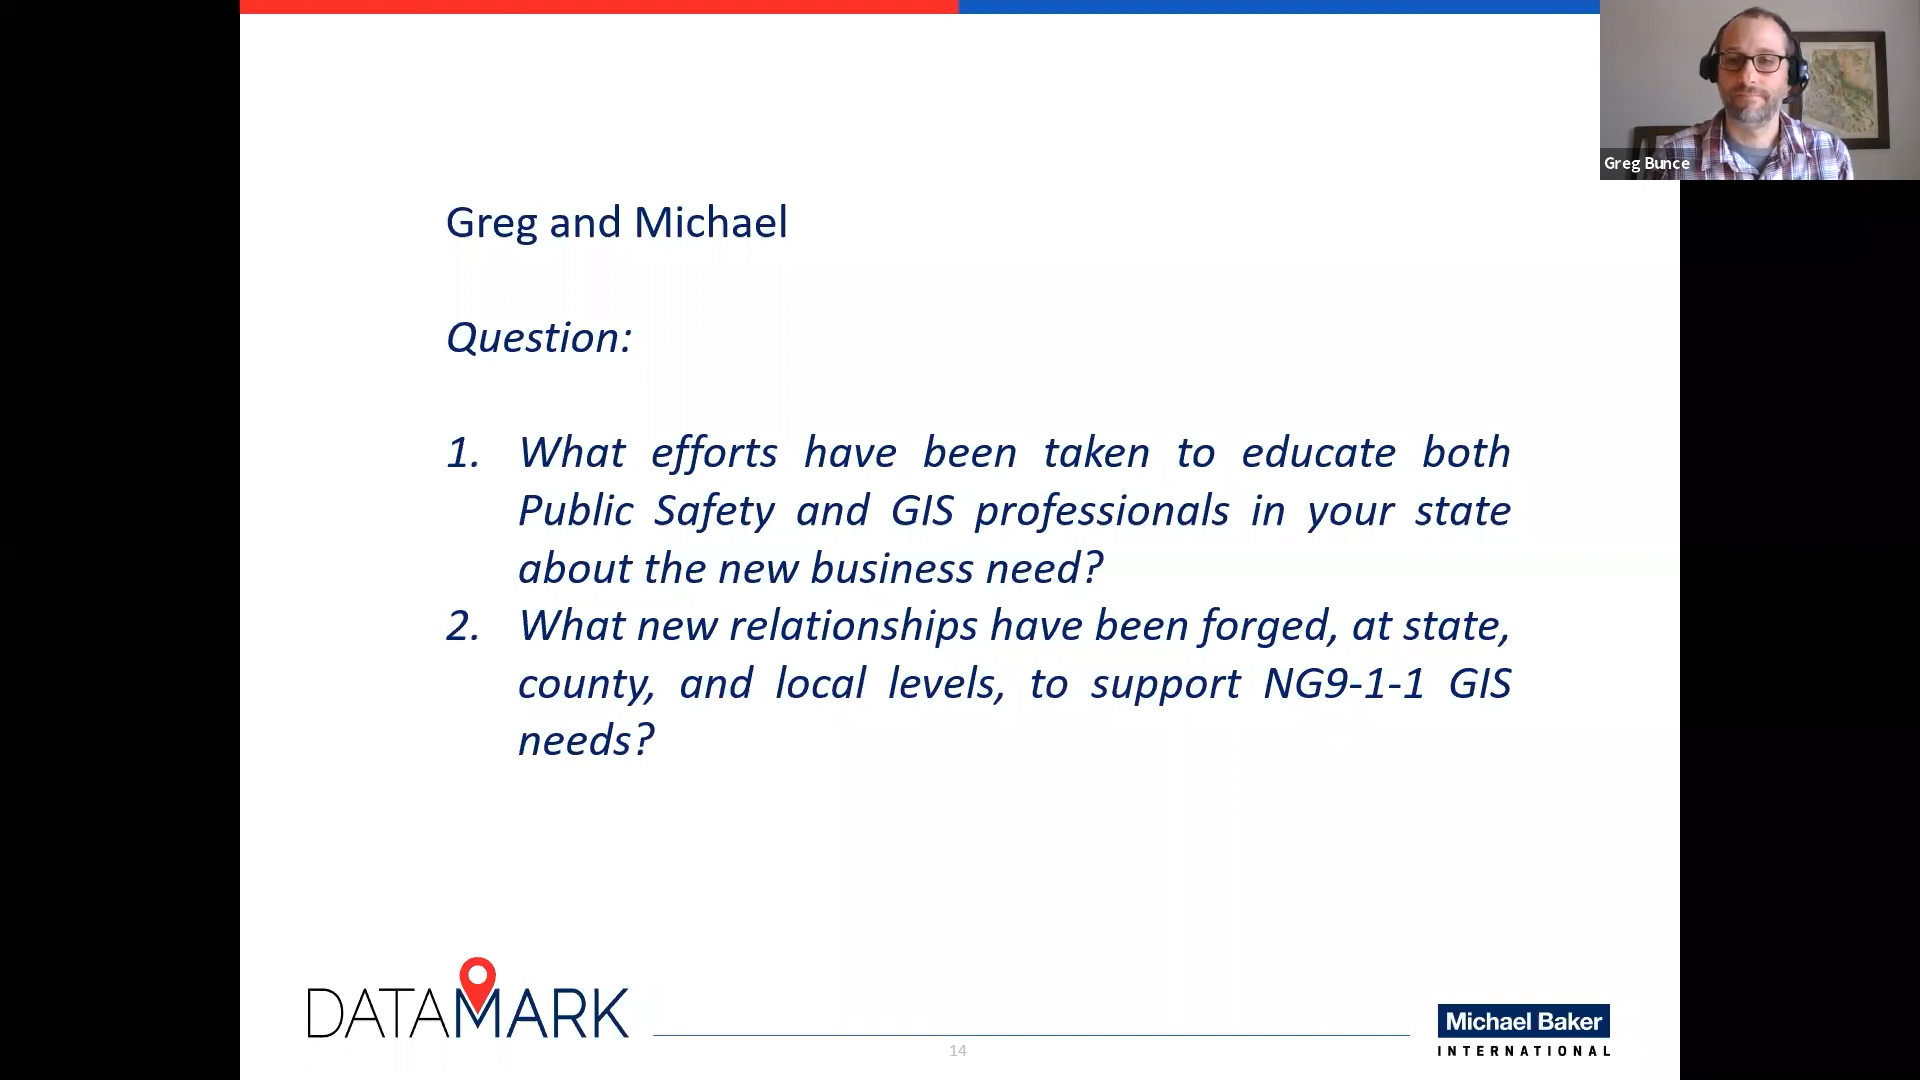 Greg Bunce
Greg and Michael
Question:
1. What efforts have been taken to educate both
Public Safety and GIS professionals in your state
about the new business need?
2. What new relationships have been forged, at state,
county, and local levels, to support NG9-1-1 GIS
needs?
DATAMARK
14
Michael Baker
INTERNATIONAL